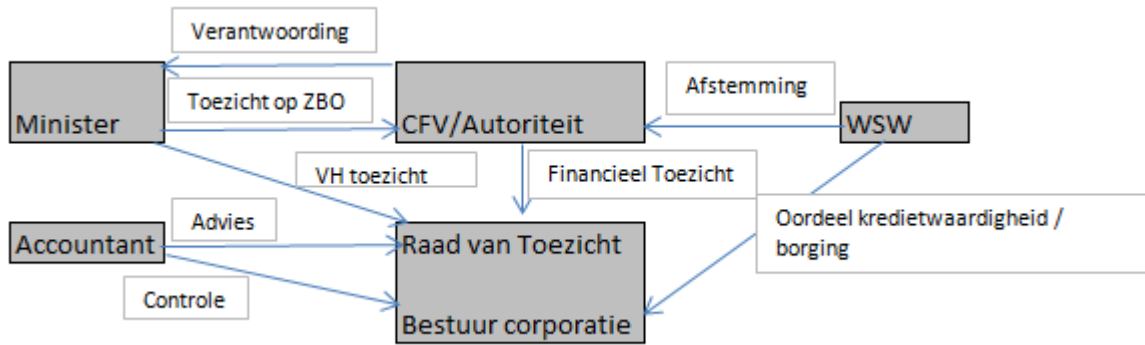 Verantwoording
Minister
Toezicht op ZBO
CFV/Autoriteit
Afstemming
WSW
VH toezicht
Financieel Toezicht
Oordeel kredietwaardigheid /
borging
Accountant
Advies
Controle
Raad van Toezicht
Bestuur corporatie